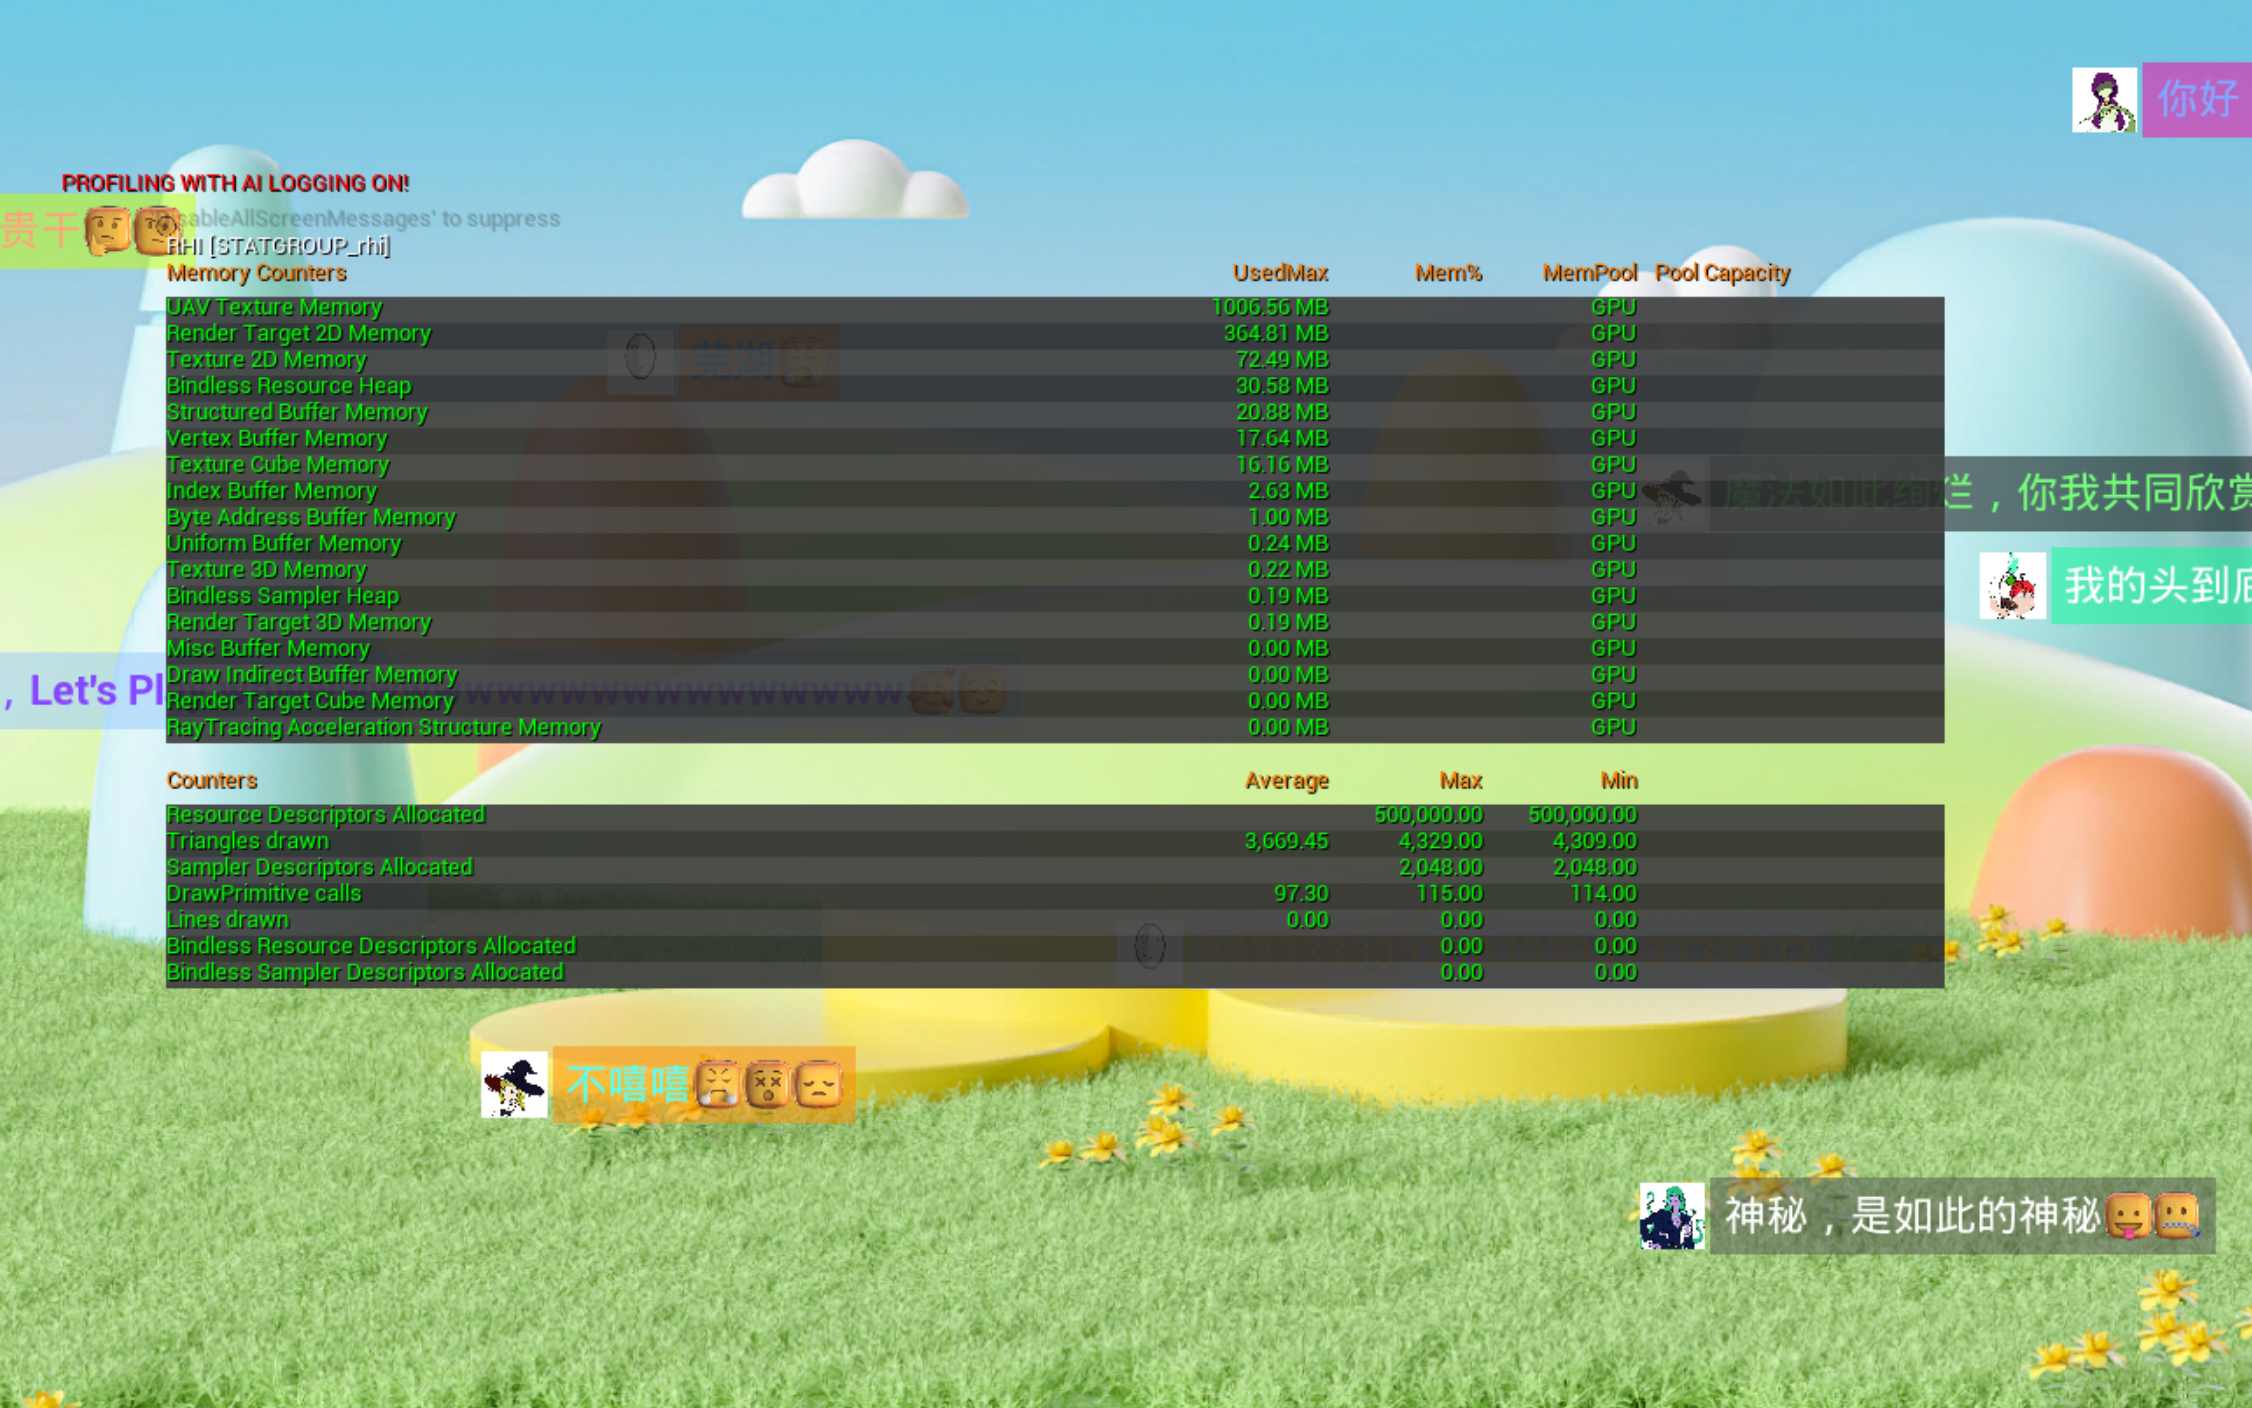 你好
PROFILING WITH AI LOGGING ON!
贵干
sableAllScreenMessages' to suppress
RHI [STATGROUP_rhi]
Memory Counters UsedMax Mem% MemPool Pool Capacity
UAV Texture Memory 1006.56 MB GPU
Render Target 2D Memory 364.81 MB GPU
芜湖
Texture 2D Memory 72.49 MB GPU
Bindless Resource Heap 30.58 MB GPU
Structured Buffer Memory 20.88 MB GPU
Vertex Buffer Memory 17.64 MB GPU
Texture Cube Memory 16.16 MB GPU
Index Buffer Memory 2.63 MB GPU
魔法如此绚烂，你我共同欣赏
Byte Address Buffer Memory 1.00 MB GPU
Uniform Buffer Memory 0.24 MB GPU
Texture 3D Memory 0.22 MB GPU
我的头到底
Bindless Sampler Heap 0.19 MB GPU
Render Target 3D Memory 0.19 MB GPU
Misc Buffer Memory 0.00 MB GPU
Draw Indirect Buffer Memory 0.00 MB GPU
, Let's Pl
Render Target Cube Memory 0.00 MB GPU
RayTracing Acceleration Structure Memory 0.00 MB GPU
Counters Average Max Min
Resource Descriptors Allocated 500,000.00 500,000.00
Triangles drawn 3,669.45 4,329.00 4,309.00
Sampler Descriptors Allocated 2,048.00 2,048.00
DrawPrimitive calls 97.30 115.00 114.00
Lines drawn 0.00 0.00 0.00
Bindless Resource Descriptors Allocated 0.00 0.00
Bindless Sampler Descriptors Allocated 0.00 0.00
不嘻嘻
神秘，是如此的神秘